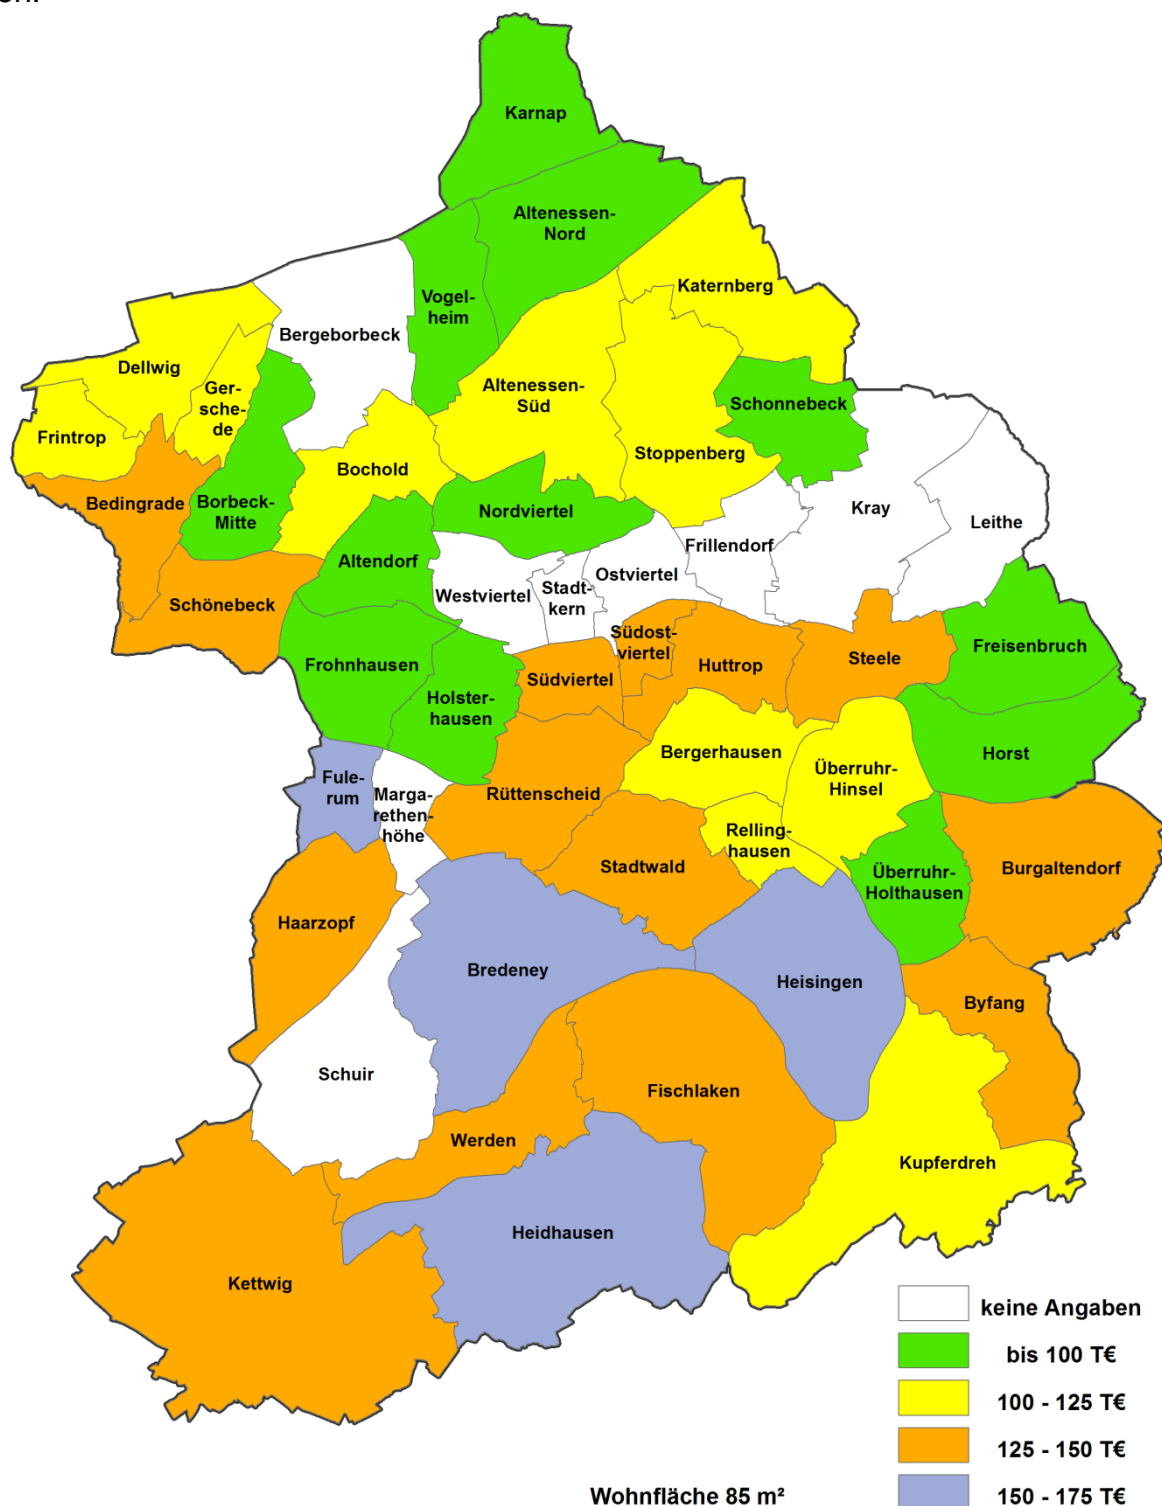 Karnap
Altenessen-
Nord
Katernberg
Vogel-
heim
Bergeborbeck
Dellwig
Ger-
sche-
de
Altenessen-
Süd
Schonnebeck
Frintrop
Stoppenberg
Bochold
Bedingrade
Borbeck-
Mitte
Nordviertel
Kray
Leithe
Frillendorf
Altendorf
Ostviertel
Stadt-
kern
Westviertel
Schönebeck
Südost-
viertel
Freisenbruch
Steele
Huttrop
Frohnhausen
Südviertel
Holster-
hausen
Bergerhausen
Horst
Überruhr-
Hinsel
Fule-
rum
Marga-
rethen-
höhe
Rüttenscheid
Relling-
hausen
Stadtwald
Überruhr-
Holthausen
Burgaltendorf
Haarzopf
Bredeney
Heisingen
Byfang
Schuir
Fischlaken
Werden
Kupferdreh
Heidhausen
Kettwig
keine Angaben
bis 100 T€
100 - 125 T€
125 - 150 T€
150 - 175 T€
Wohnfläche 85 m²